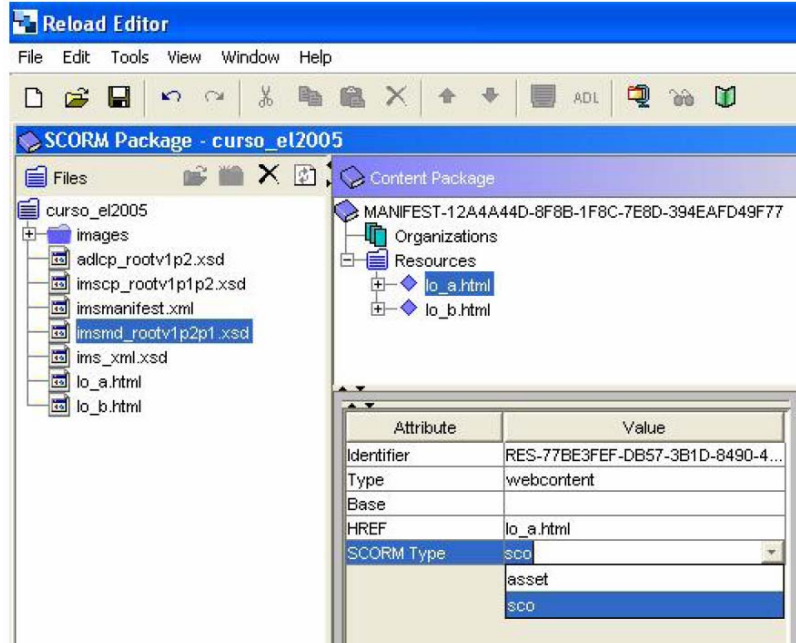 Reload Editor
File Edit Tools View Window Help
ADL
SCORM Package - curso_el2005
Files
curso_el2005
images
adlcp_rootv1p2.xsd
imscp_rootv1p1p2.xsd
imsmanifest.xml
imsmd_rootv1p2p1.xsd
ims_xml.xsd
lo_a.html
lo_b.html
Content Package
MANIFEST-12A4A44D-8F8B-1F8C-7E8D-394EAFD49F77
Organizations
Resources
lo_a.html
lo_b.html
Attribute Value
Identifier RES-77BE3FEF-DB57-3B1D-8490-4...
Type webcontent
Base
HREF lo_a.html
SCORM Type sco
asset
sco